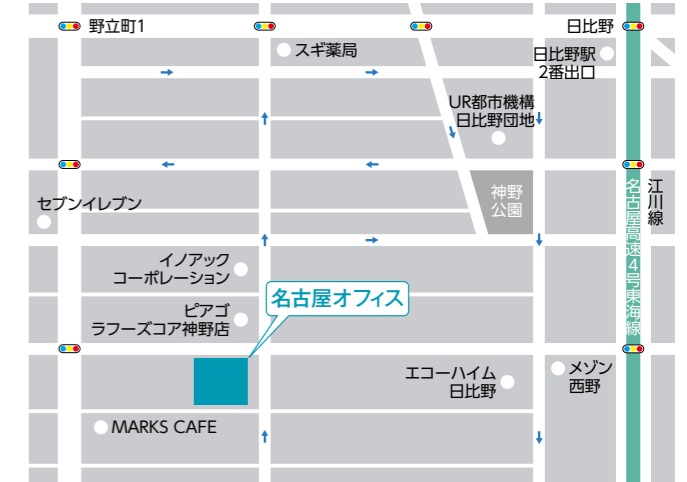 野立町1
日比野
スギ薬局
日比野駅
2番出口
UR都市機構
日比野団地
神野
公園
セブンイレブン
名古屋高速4号東海線
江川線
イノアック
コーポレーション
名古屋オフィス
ピアゴ
ラフーズコア神野店
エコーハイム
日比野
メゾン
西野
MARKS CAFE